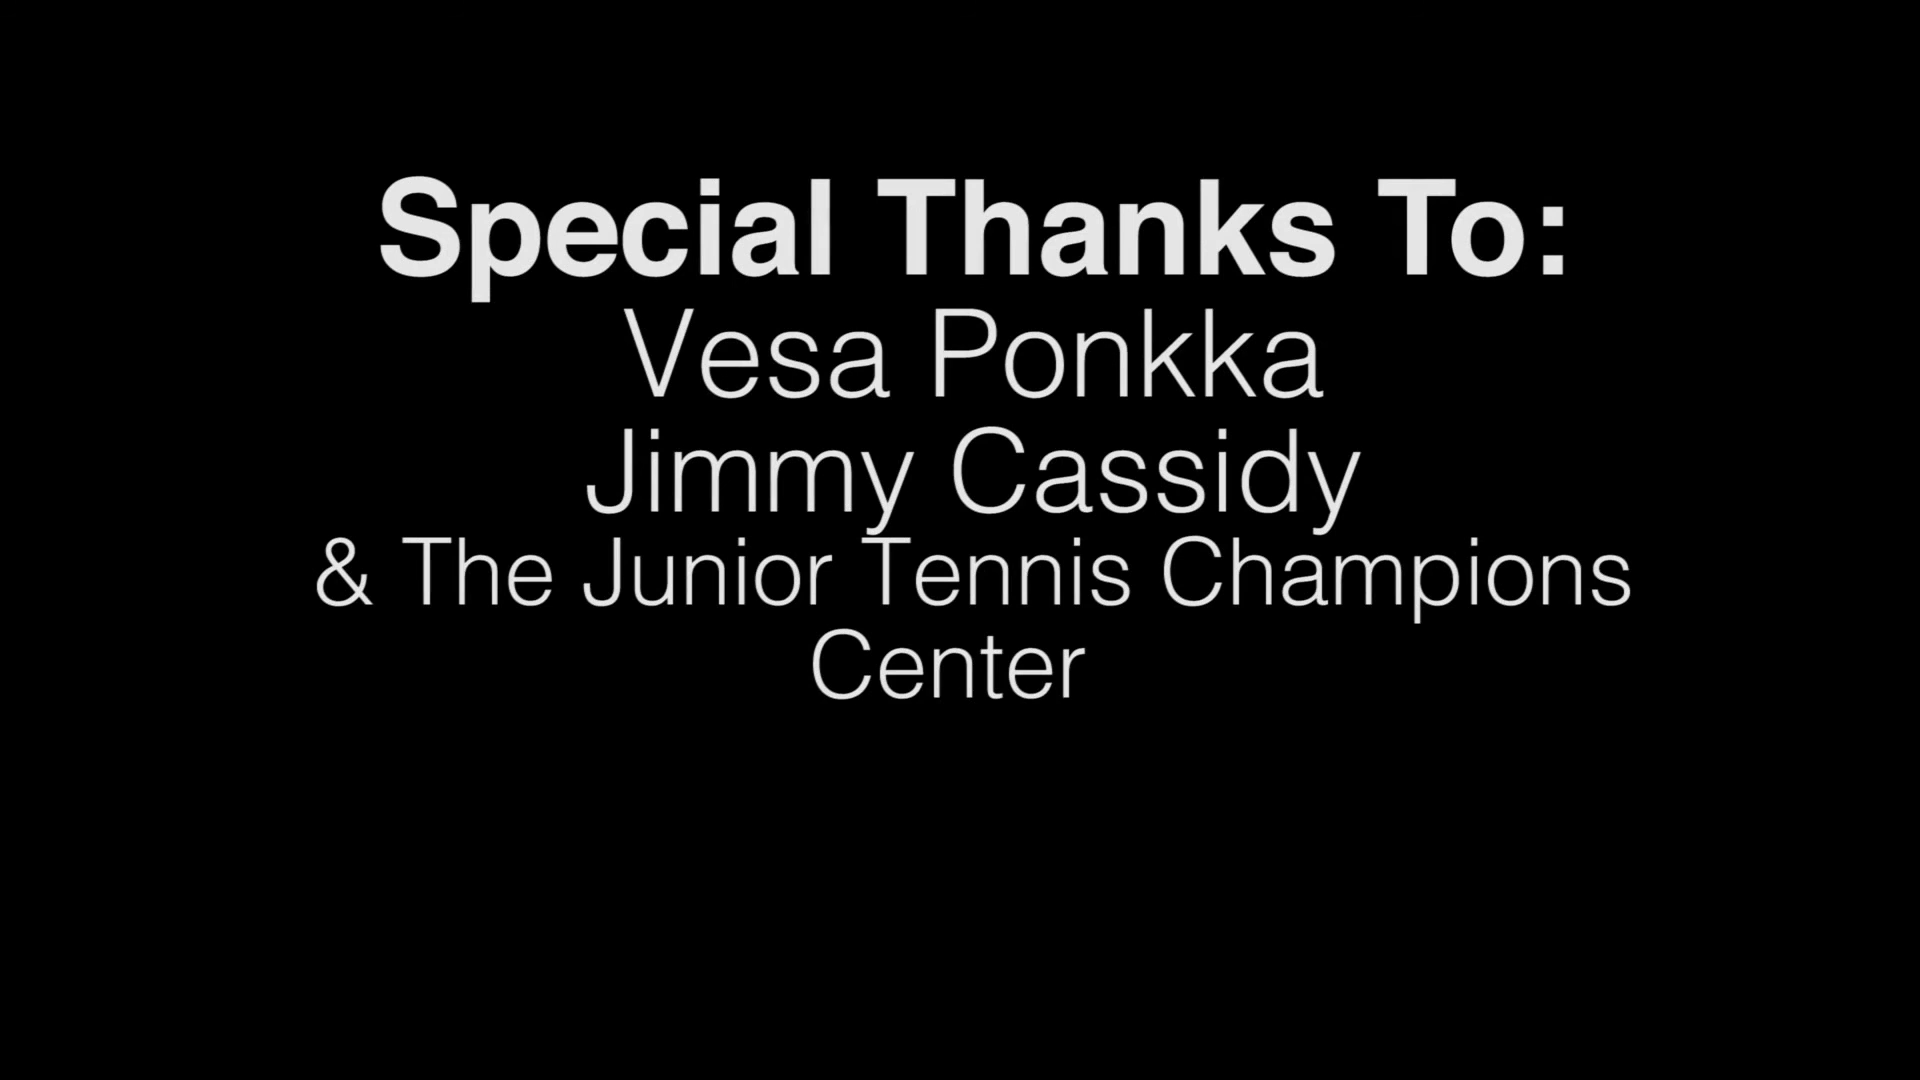 Special Thanks To:
Vesa Ponkka
Jimmy Cassidy
& The Junior Tennis Champions
Center